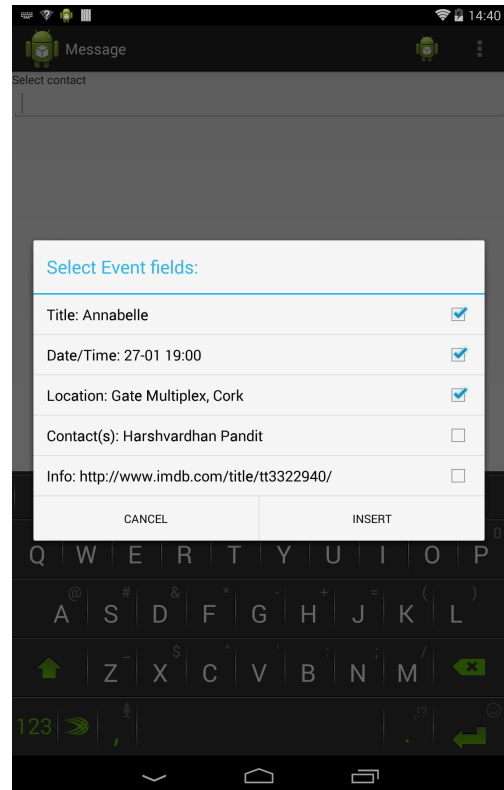 14:40
Message
Select contact
Select Event fields:
Title: Annabelle
Date/Time: 27-01 19:00
Location: Gate Multiplex, Cork
Contact(s): Harshvardhan Pandit
Info: http://www.imdb.com/title/tt3322940/
CANCEL INSERT
0
Q W E R T Y U I O P
@ # & * - + = ( )
A S D F G H J K L
_ $ " ' : ; /
Z X C V B N M
123 , ,!? .